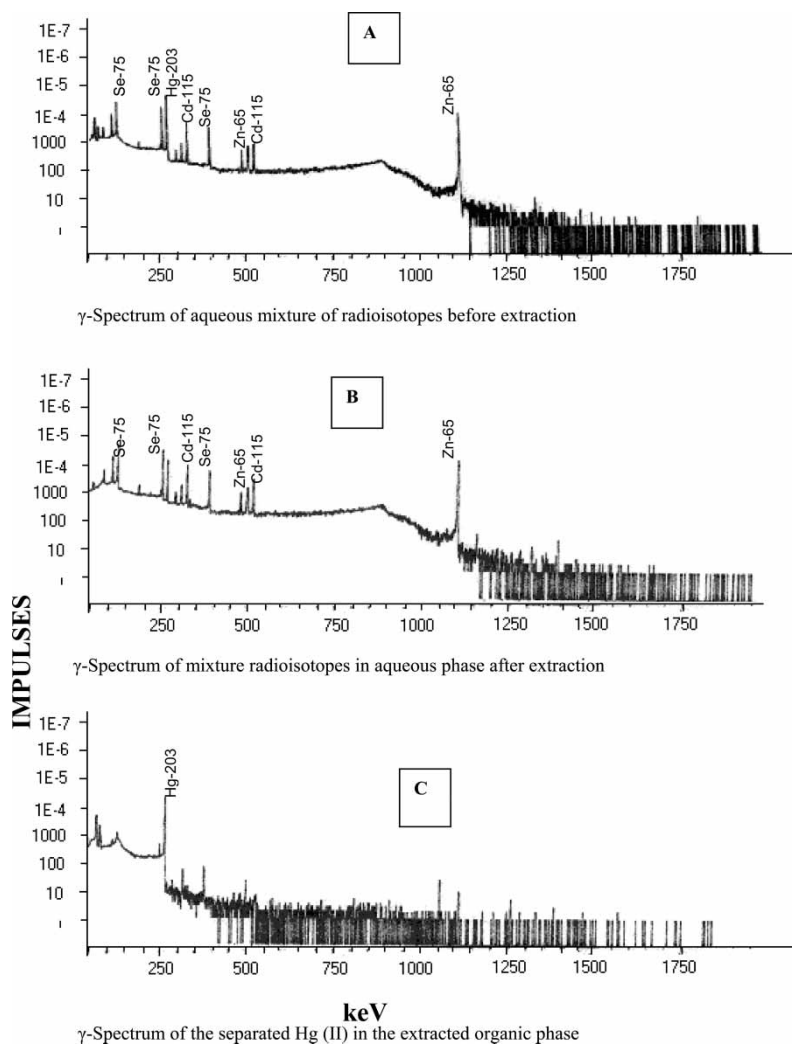 A
1E-7
1E-6
1E-5
1E-4
1000
100
10
1
Se-75
Se-75
Hg-203
Cd-115
Se-75
Zn-65
Cd-115
Zn-65
250 500 750 1000 1250 1500 1750
γ-Spectrum of aqueous mixture of radioisotopes before extraction
B
1E-7
1E-6
1E-5
1E-4
1000
100
10
1
Se-75
Se-75
Cd-115
Se-75
Zn-65
Cd-115
Zn-65
250 500 750 1000 1250 1500 1750
γ-Spectrum of mixture radioisotopes in aqueous phase after extraction
IMPULSES
C
1E-7
1E-6
1E-5
1E-4
1000
100
10
1
Hg-203
250 500 750 1000 1250 1500 1750
keV
γ-Spectrum of the separated Hg (II) in the extracted organic phase